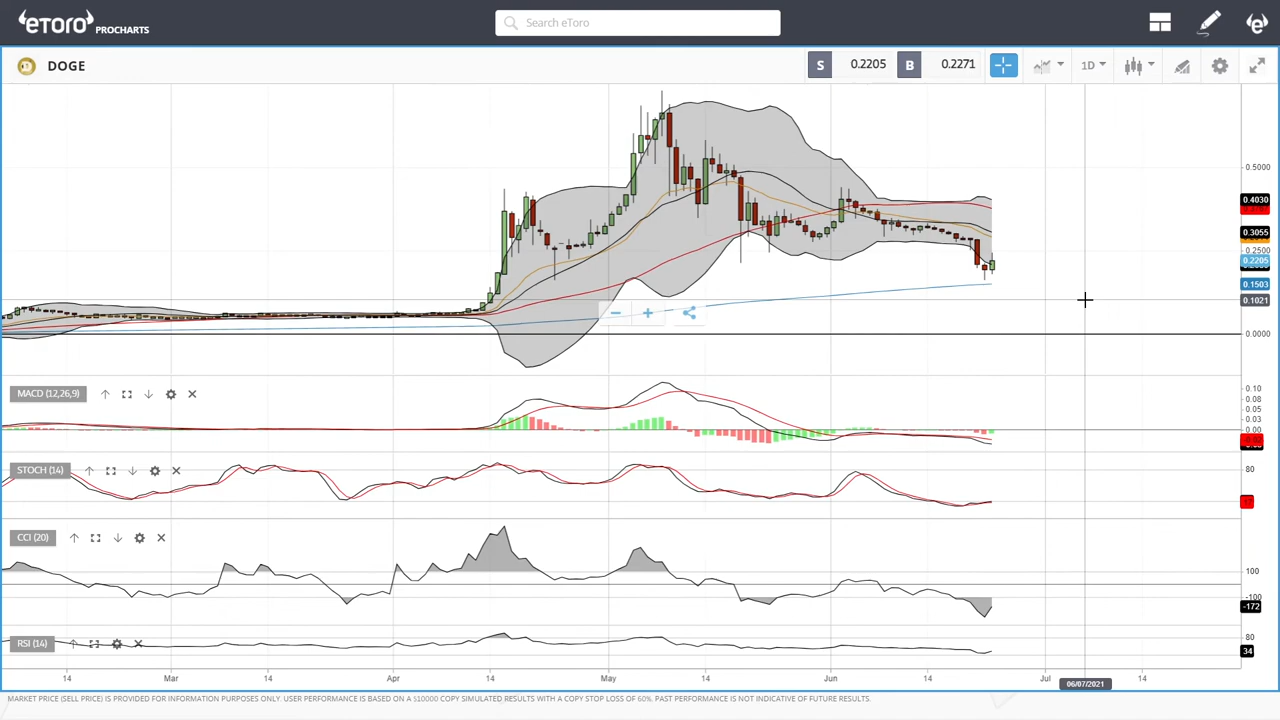 eToro PROCHARTS
Search eToro
DOGE
S 0.2205 B 0.2271
1D
0.5000
0.4030
0.3055
0.2500
0.2205
0.1503
0.1021
0.0000
MACD (12,26,9)
0.10
0.08
0.05
0.03
0.00
STOCH (14)
80
CCI (20)
100
-100
-172
RSI (14)
80
34
14 Mar 14 Apr 14 May 14 Jun 14 Jul 14
06/07/2021
MARKET PRICE (SELL PRICE) IS PROVIDED FOR INFORMATION PURPOSES ONLY. USER PERFORMANCE IS BASED ON A $10000 COPY SIMULATED RESULTS WITH A COPY STOP LOSS OF 60%. PAST PERFORMANCE IS NOT INDICATIVE OF FUTURE RESULTS.